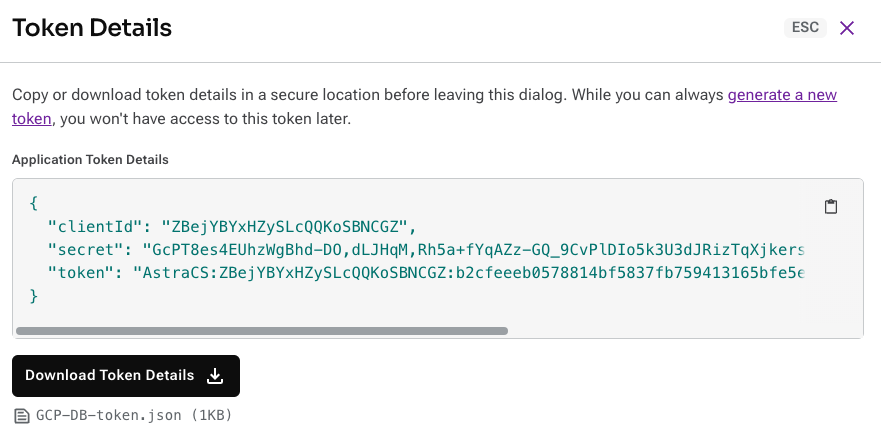 Token Details
ESC
Copy or download token details in a secure location before leaving this dialog. While you can always generate a new
token, you won't have access to this token later.
Application Token Details
{
"clientId": "ZBejYBYxHZySLcQQKoSBNCGZ",
"secret": "GcPT8es4EUhzWgBhd-DO,dLJHqM,Rh5a+fYqAZz-GQ_9CvPlDIo5k3U3dJRizTqXjkers
"token": "AstraCS:ZBejYBYxHZySLcQQKoSBNCGZ:b2cfeeeb0578814bf5837fb759413165bfe5e
}
Download Token Details
GCP-DB-token.json (1KB)